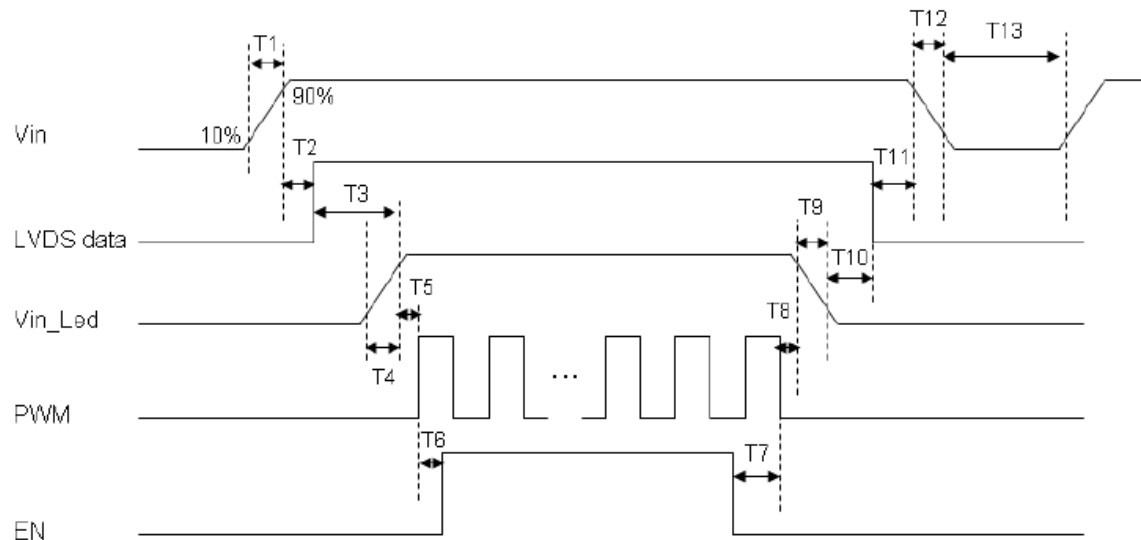 T1
T12
T13
90%
Vin
10%
T2
T11
T3
T9
LVDS data
T10
T5
Vin_Led
T8
T4
...
PWM
T6
T7
EN